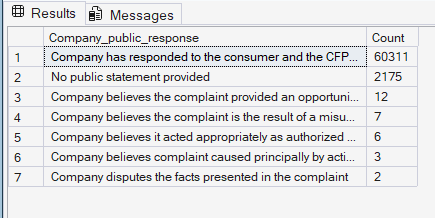 Results Messages
Company_public_response Count
1 Company has responded to the consumer and the CFP... 60311
2 No public statement provided 2175
3 Company believes the complaint provided an opportuni... 12
4 Company believes the complaint is the result of a misu... 7
5 Company believes it acted appropriately as authorized ... 6
6 Company believes complaint caused principally by acti... 3
7 Company disputes the facts presented in the complaint 2